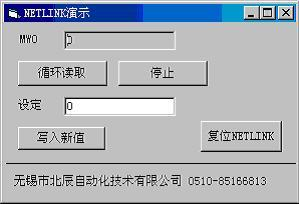 NETLINK演示
MW0 0
循环读取 停止
设定 0
写入新值 复位NETLINK
无锡市北辰自动化技术有限公司 0510-85166813